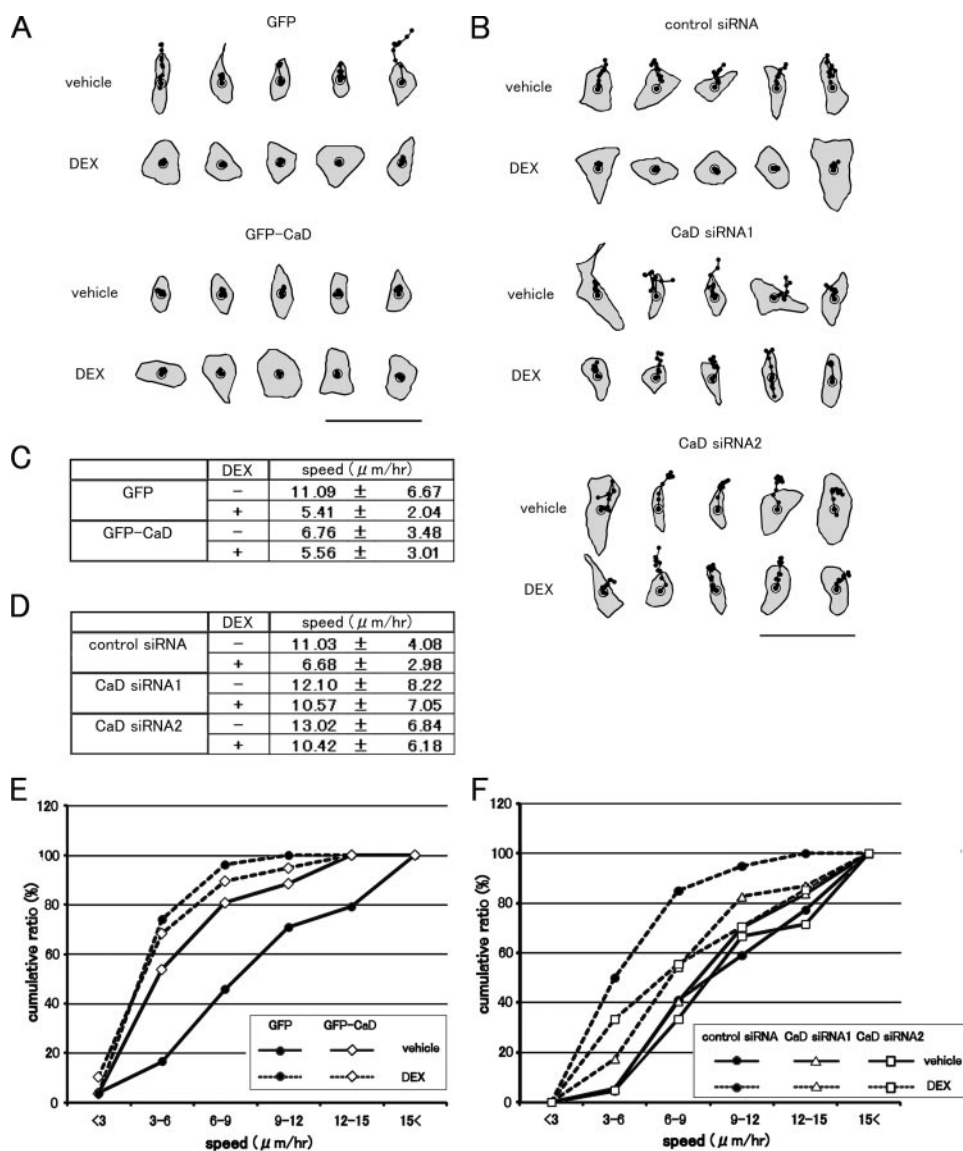 A
GFP
vehicle
DEX
GFP-CaD
vehicle
DEX
B
control siRNA
vehicle
DEX
CaD siRNA1
vehicle
DEX
CaD siRNA2
vehicle
DEX
C
DEX speed (μm/hr)
GFP − 11.09 ± 6.67
+ 5.41 ± 2.04
GFP-CaD − 6.76 ± 3.48
+ 5.56 ± 3.01
D
DEX speed (μm/hr)
control siRNA − 11.03 ± 4.08
+ 6.68 ± 2.98
CaD siRNA1 − 12.10 ± 8.22
+ 10.57 ± 7.05
CaD siRNA2 − 13.02 ± 6.84
+ 10.42 ± 6.18
E
cumulative ratio (%)
120
100
80
60
40
20
0
<3 3-6 6-9 9-12 12-15 15<
speed (μm/hr)
GFP GFP-CaD
vehicle
DEX
F
cumulative ratio (%)
120
100
80
60
40
20
0
<3 3-6 6-9 9-12 12-15 15<
speed (μm/hr)
control siRNA CaD siRNA1 CaD siRNA2
vehicle
DEX